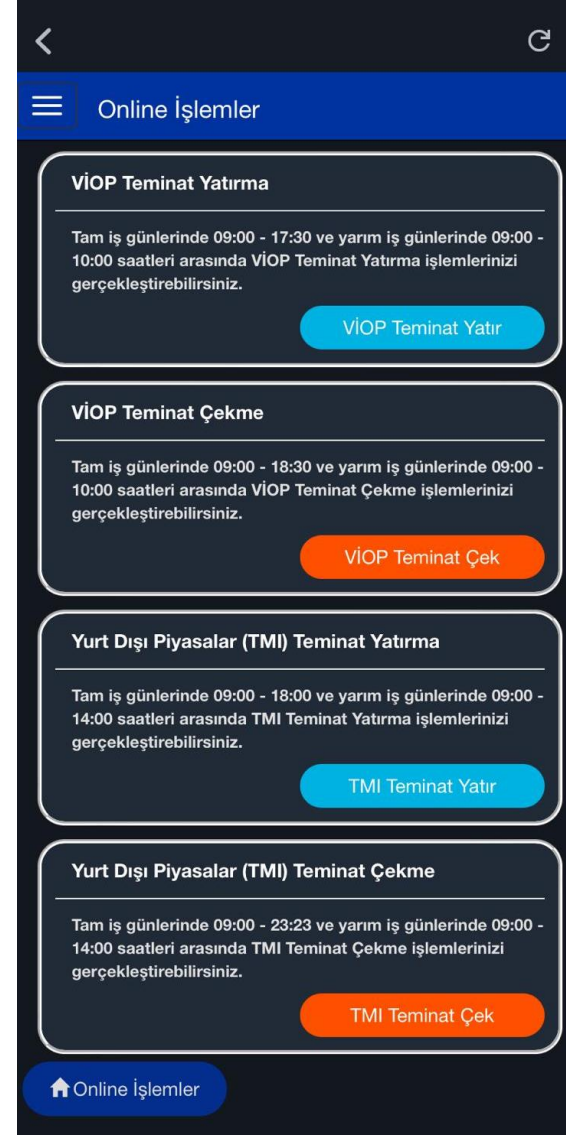 Online İşlemler
VİOP Teminat Yatırma
Tam iş günlerinde 09:00 - 17:30 ve yarım iş günlerinde 09:00 -
10:00 saatleri arasında VİOP Teminat Yatırma işlemlerinizi
gerçekleştirebilirsiniz.
VİOP Teminat Yatır
VİOP Teminat Çekme
Tam iş günlerinde 09:00 - 18:30 ve yarım iş günlerinde 09:00 -
10:00 saatleri arasında VİOP Teminat Çekme işlemlerinizi
gerçekleştirebilirsiniz.
VİOP Teminat Çek
Yurt Dışı Piyasalar (TMI) Teminat Yatırma
Tam iş günlerinde 09:00 - 18:00 ve yarım iş günlerinde 09:00 -
14:00 saatleri arasında TMI Teminat Yatırma işlemlerinizi
gerçekleştirebilirsiniz.
TMI Teminat Yatır
Yurt Dışı Piyasalar (TMI) Teminat Çekme
Tam iş günlerinde 09:00 - 23:23 ve yarım iş günlerinde 09:00 -
14:00 saatleri arasında TMI Teminat Çekme işlemlerinizi
gerçekleştirebilirsiniz.
TMI Teminat Çek
Online İşlemler